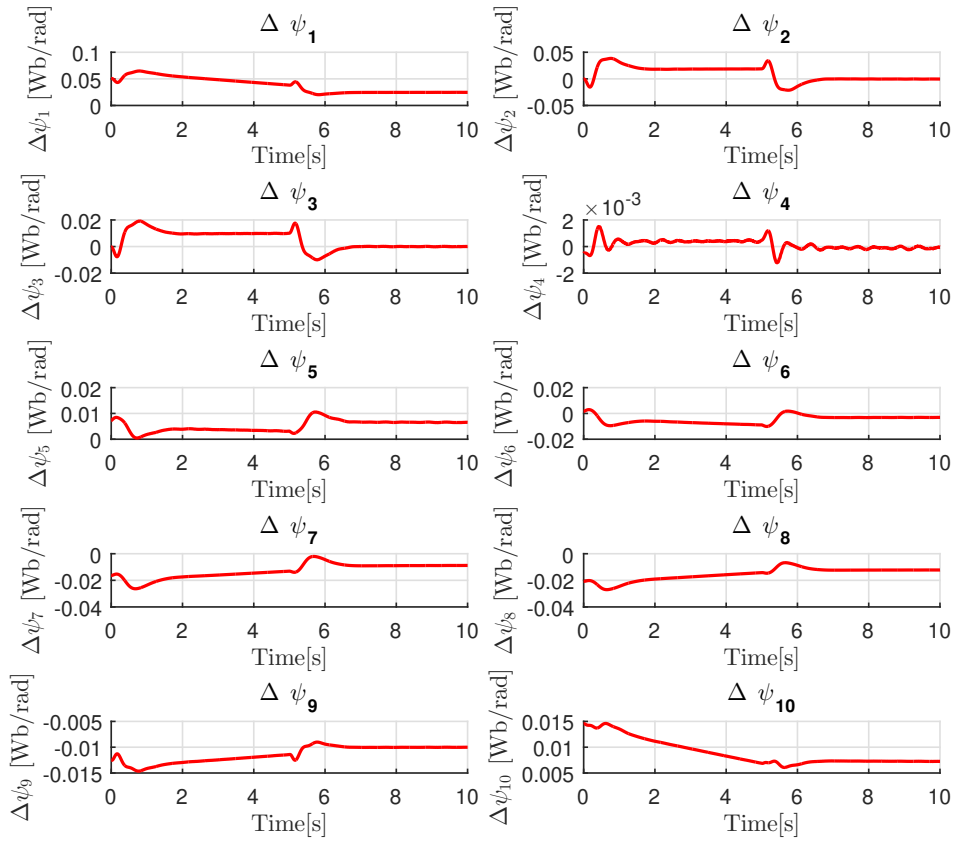 Δ ψ1
Δψ1 [Wb/rad]
0.1
0.05
0
0 2 4 6 8 10
Time[s]
Δ ψ2
Δψ2 [Wb/rad]
0.05
0
-0.05
0 2 4 6 8 10
Time[s]
Δ ψ3
Δψ3 [Wb/rad]
0.02
0
-0.02
0 2 4 6 8 10
Time[s]
Δ ψ4
×10-3
Δψ4 [Wb/rad]
2
0
-2
0 2 4 6 8 10
Time[s]
Δ ψ5
Δψ5 [Wb/rad]
0.02
0.01
0
0 2 4 6 8 10
Time[s]
Δ ψ6
Δψ6 [Wb/rad]
0.02
0
-0.02
0 2 4 6 8 10
Time[s]
Δ ψ7
Δψ7 [Wb/rad]
0
-0.02
-0.04
0 2 4 6 8 10
Time[s]
Δ ψ8
Δψ8 [Wb/rad]
0
-0.02
-0.04
0 2 4 6 8 10
Time[s]
Δ ψ9
Δψ9 [Wb/rad]
-0.005
-0.01
-0.015
0 2 4 6 8 10
Time[s]
Δ ψ10
Δψ10 [Wb/rad]
0.015
0.01
0.005
0 2 4 6 8 10
Time[s]